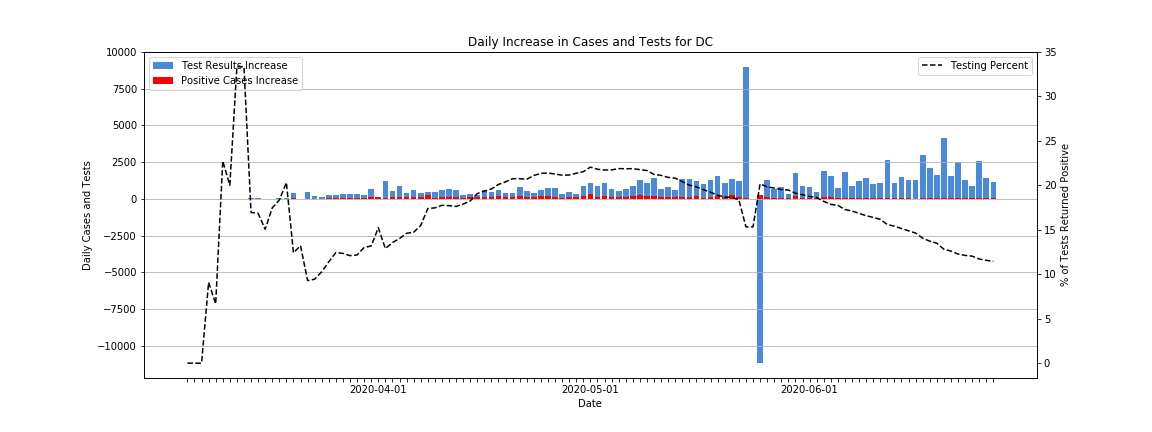 Daily Increase in Cases and Tests for DC
Test Results Increase
Positive Cases Increase
Testing Percent
10000
7500
5000
2500
0
−2500
−5000
−7500
−10000
Daily Cases and Tests
35
30
25
20
15
10
5
0
% of Tests Returned Positive
2020-04-01
2020-05-01
2020-06-01
Date